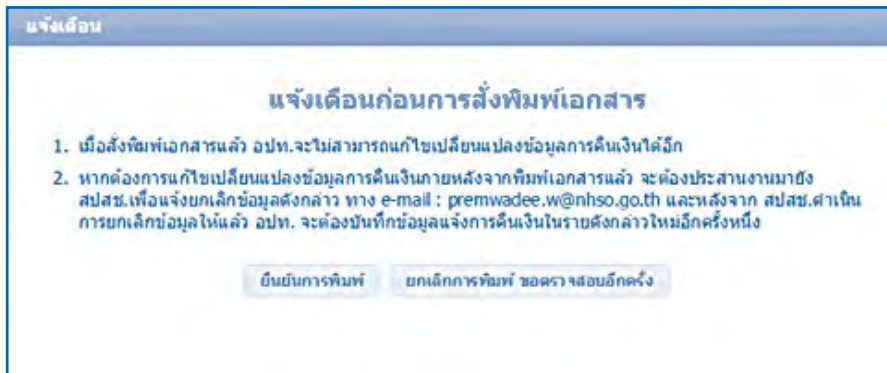 แจ้งเตือน
แจ้งเตือนก่อนการสั่งพิมพ์เอกสาร
1. เมื่อสั่งพิมพ์เอกสารแล้ว อปท.จะไม่สามารถแก้ไขเปลี่ยนแปลงข้อมูลการคืนเงินได้อีก
2. หากต้องการแก้ไขเปลี่ยนแปลงข้อมูลการคืนเงินภายหลังจากพิมพ์เอกสารแล้ว จะต้องประสานงานมายัง
สปสช.เพื่อแจ้งยกเลิกข้อมูลดังกล่าว ทาง e-mail : premwadee.w@nhso.go.th และหลังจาก สปสช.ดำเนิน
การยกเลิกข้อมูลให้แล้ว อปท. จะต้องบันทึกข้อมูลแจ้งการคืนเงินในรายดังกล่าวใหม่อีกครั้งหนึ่ง
ยืนยันการพิมพ์ ยกเลิกการพิมพ์ ขอตรวจสอบอีกครั้ง